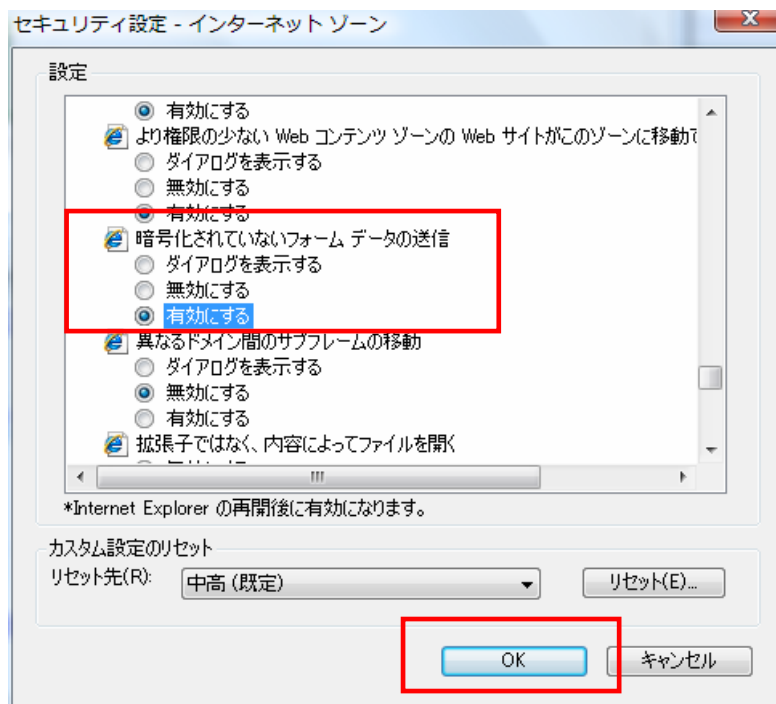 セキュリティ設定 - インターネット ゾーン
設定
有効にする
より権限の少ない Web コンテンツ ゾーンの Web サイトがこのゾーンに移動で
ダイアログを表示する
無効にする
有効にする
暗号化されていないフォーム データの送信
ダイアログを表示する
無効にする
有効にする
異なるドメイン間のサブフレームの移動
ダイアログを表示する
無効にする
有効にする
拡張子ではなく、内容によってファイルを開く
*Internet Explorer の再開後に有効になります。
カスタム設定のリセット
リセット先(R): 中高 (既定) リセット(E)...
OK キャンセル